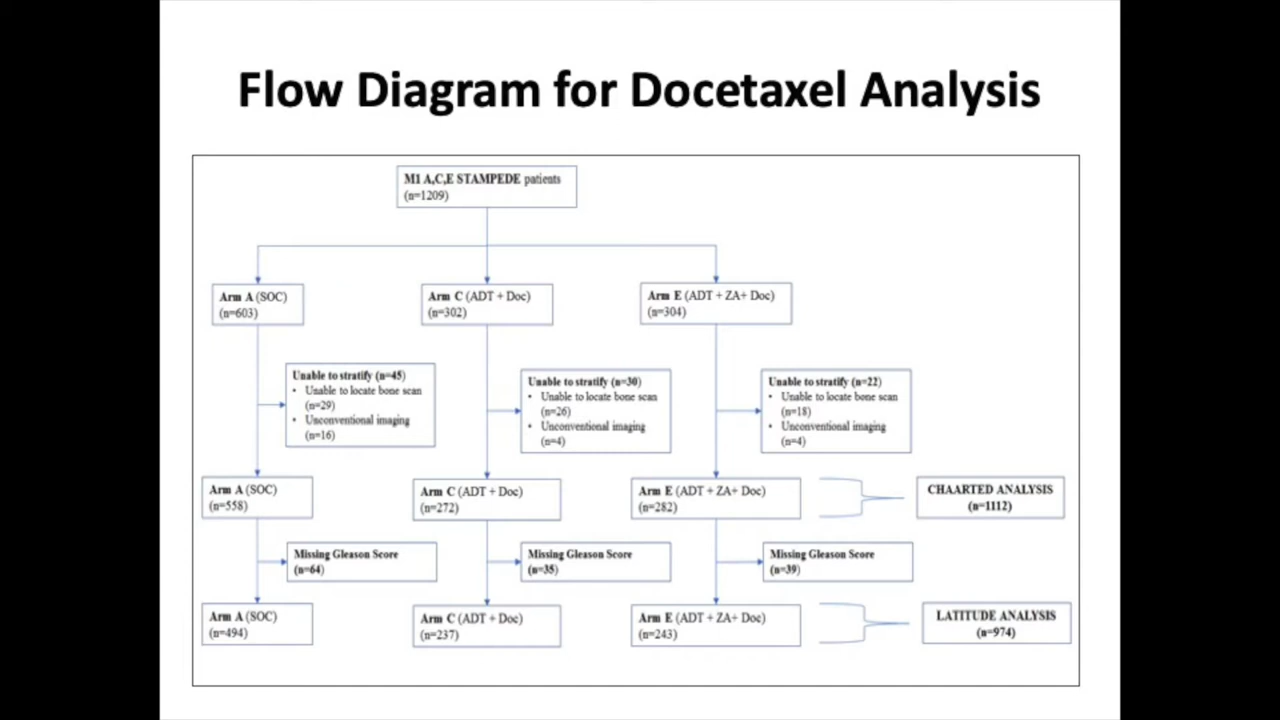 Flow Diagram for Docetaxel Analysis
M1 A,C,E STAMPEDE patients
(n=1209)
Arm A (SOC)
(n=603)
Arm C (ADT + Doc)
(n=302)
Arm E (ADT + ZA+ Doc)
(n=304)
Unable to stratify (n=45)
• Unable to locate bone scan
(n=29)
• Unconventional imaging
(n=16)
Unable to stratify (n=30)
• Unable to locate bone scan
(n=26)
• Unconventional imaging
(n=4)
Unable to stratify (n=22)
• Unable to locate bone scan
(n=18)
• Unconventional imaging
(n=4)
Arm A (SOC)
(n=558)
Arm C (ADT + Doc)
(n=272)
Arm E (ADT + ZA+ Doc)
(n=282)
CHAARTED ANALYSIS
(n=1112)
Missing Gleason Score
(n=64)
Missing Gleason Score
(n=35)
Missing Gleason Score
(n=39)
Arm A (SOC)
(n=494)
Arm C (ADT + Doc)
(n=237)
Arm E (ADT + ZA+ Doc)
(n=243)
LATITUDE ANALYSIS
(n=974)